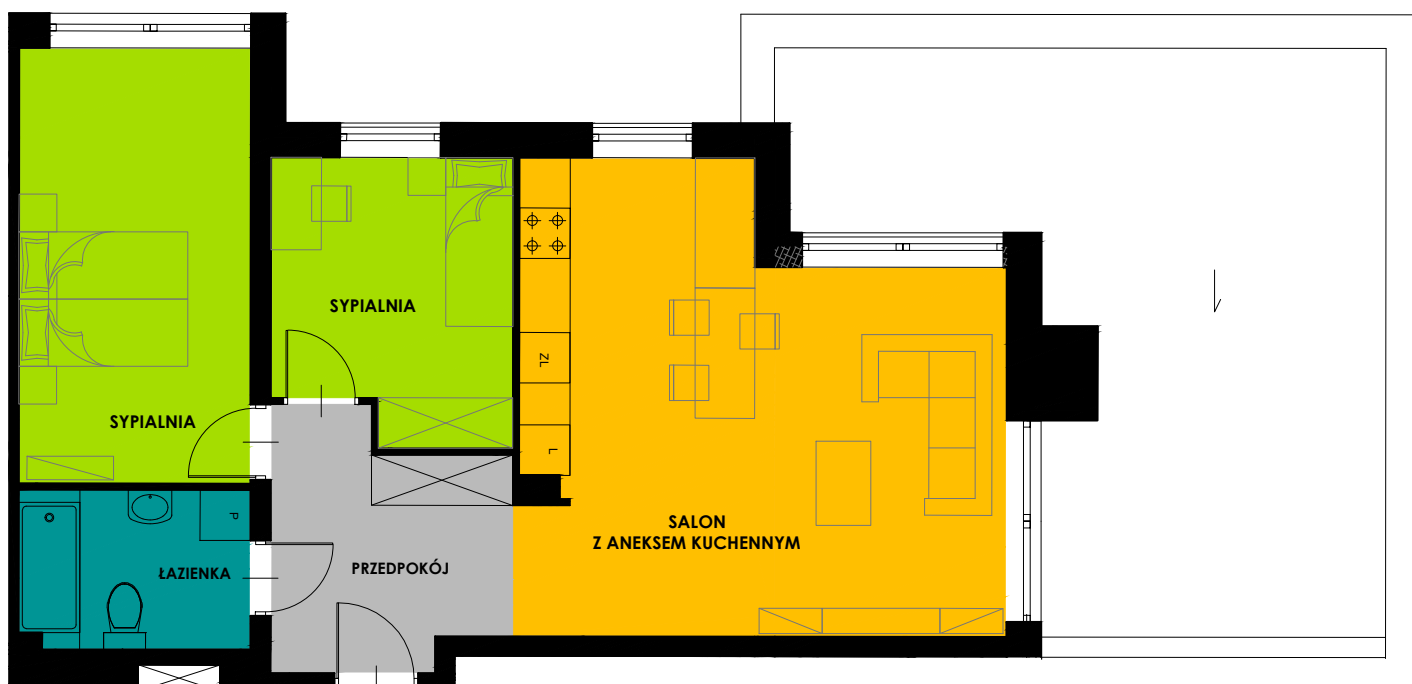 SYPIALNIA
ZL
SYPIALNIA
L
P
SALON
Z ANEKSEM KUCHENNYM
PRZEDPOKÓJ
ŁAZIENKA